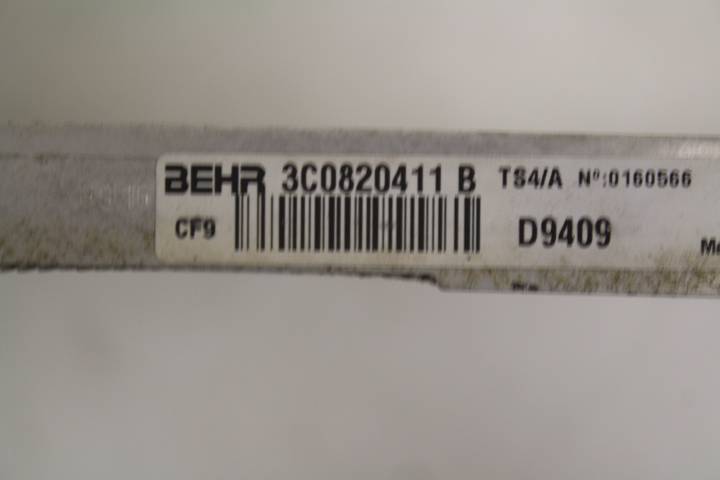 BEHR 3C0820411 B TS4/A Nº:0160566
CF9 D9409